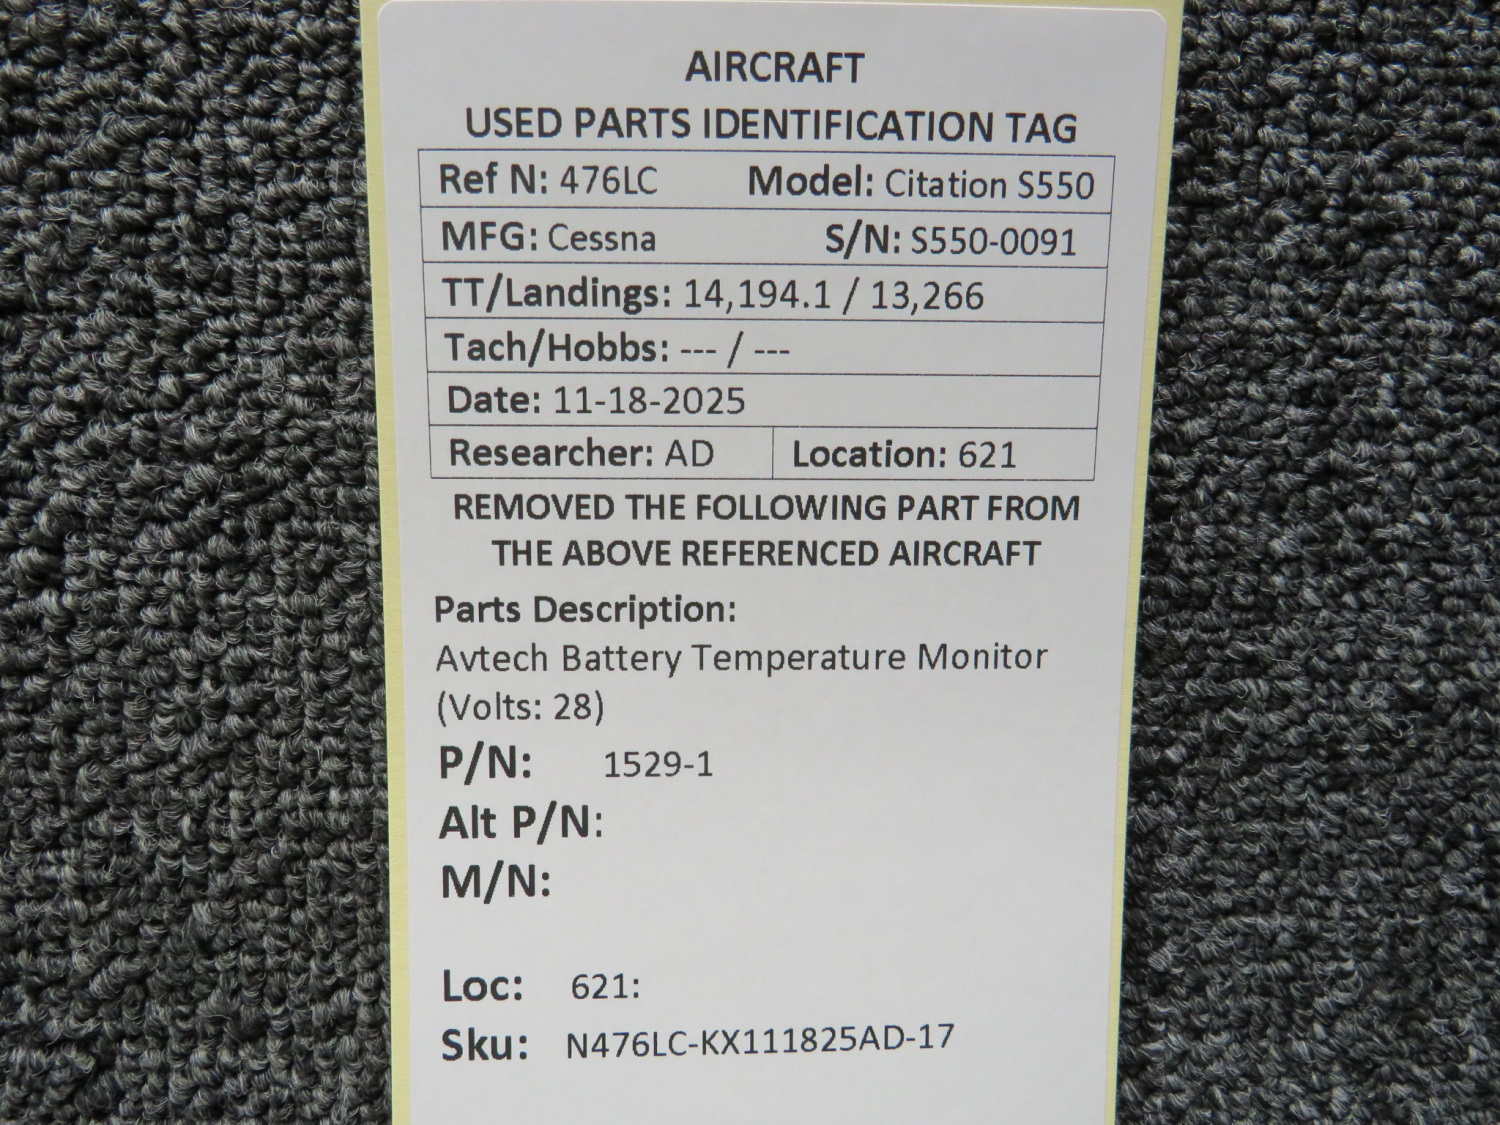 AIRCRAFT
USED PARTS IDENTIFICATION TAG
Ref N: 476LC Model: Citation S550
MFG: Cessna S/N: S550-0091
TT/Landings: 14,194.1 / 13,266
Tach/Hobbs: --- / ---
Date: 11-18-2025
Researcher: AD Location: 621
REMOVED THE FOLLOWING PART FROM
THE ABOVE REFERENCED AIRCRAFT
Parts Description:
Avtech Battery Temperature Monitor
(Volts: 28)
P/N: 1529-1
Alt P/N:
M/N:
Loc: 621:
Sku: N476LC-KX111825AD-17